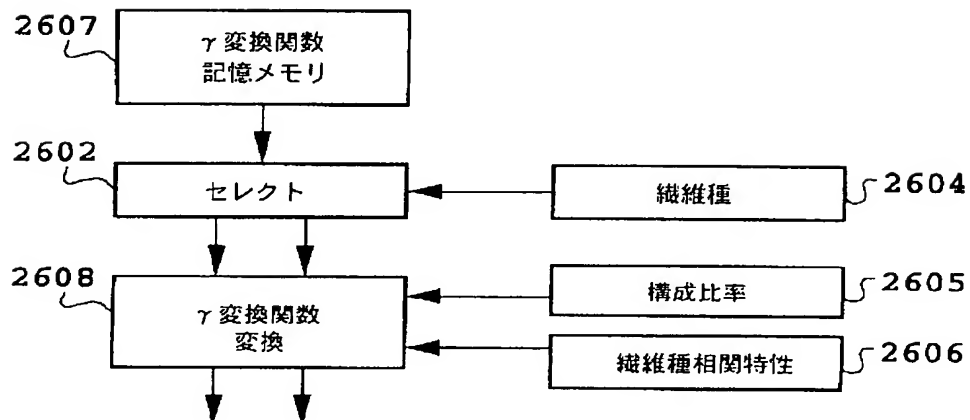 2607
γ変換関数
記憶メモリ
2602
セレクト
繊維種
2604
2608
γ変換関数
変換
構成比率
2605
繊維種相関特性
2606